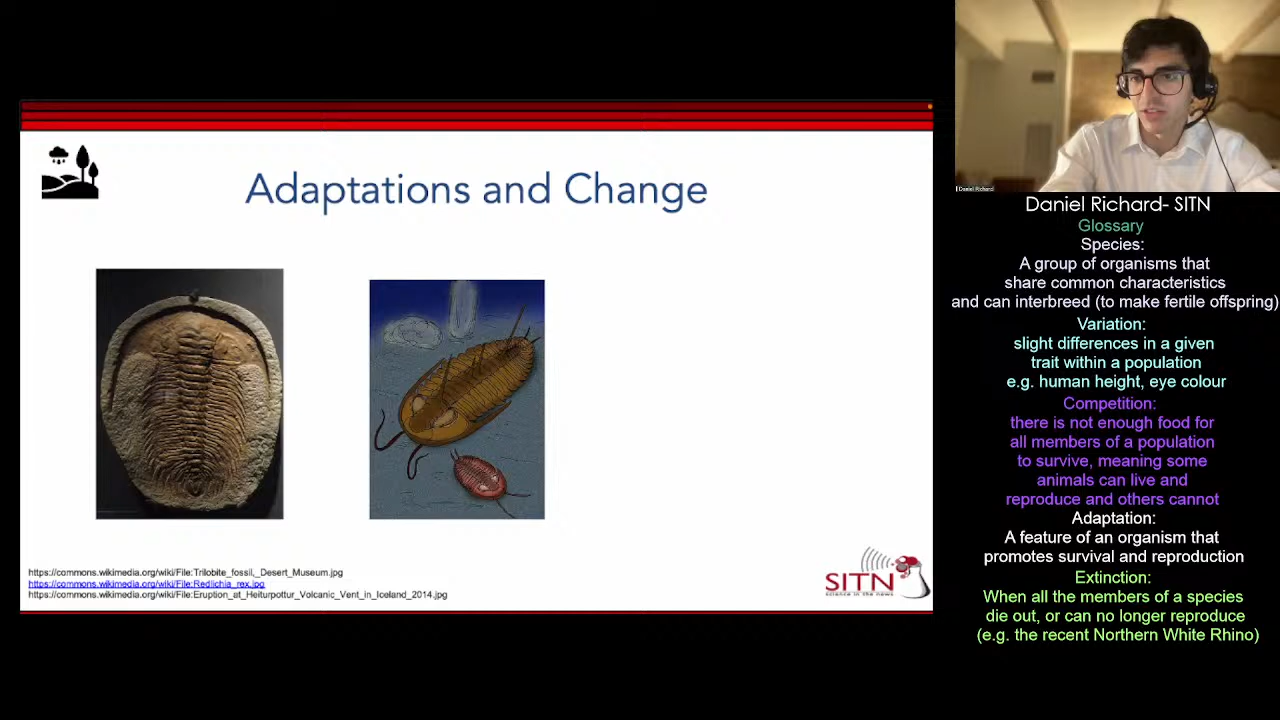 Adaptations and Change
https://commons.wikimedia.org/wiki/File:Trilobite_fossil,_Desert_Museum.jpg
https://commons.wikimedia.org/wiki/File:Redlichia_rex.jpg
https://commons.wikimedia.org/wiki/File:Eruption_at_Heiturpottur_Volcanic_Vent_in_Iceland_2014.jpg
SITN
science in the news
Daniel Richard
Daniel Richard- SITN
Glossary
Species:
A group of organisms that
share common characteristics
and can interbreed (to make fertile offspring)
Variation:
slight differences in a given
trait within a population
e.g. human height, eye colour
Competition:
there is not enough food for
all members of a population
to survive, meaning some
animals can live and
reproduce and others cannot
Adaptation:
A feature of an organism that
promotes survival and reproduction
Extinction:
When all the members of a species
die out, or can no longer reproduce
(e.g. the recent Northern White Rhino)